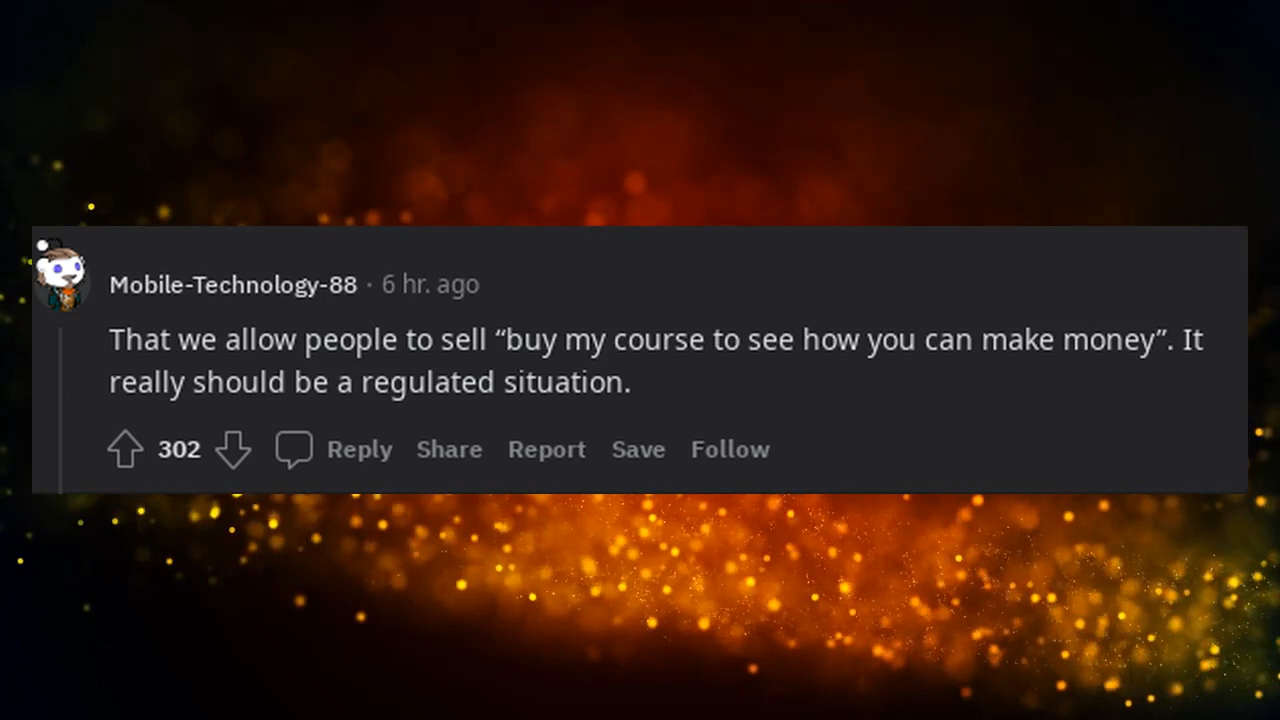 Mobile-Technology-88 · 6 hr. ago
That we allow people to sell “buy my course to see how you can make money”. It
really should be a regulated situation.
302 Reply Share Report Save Follow